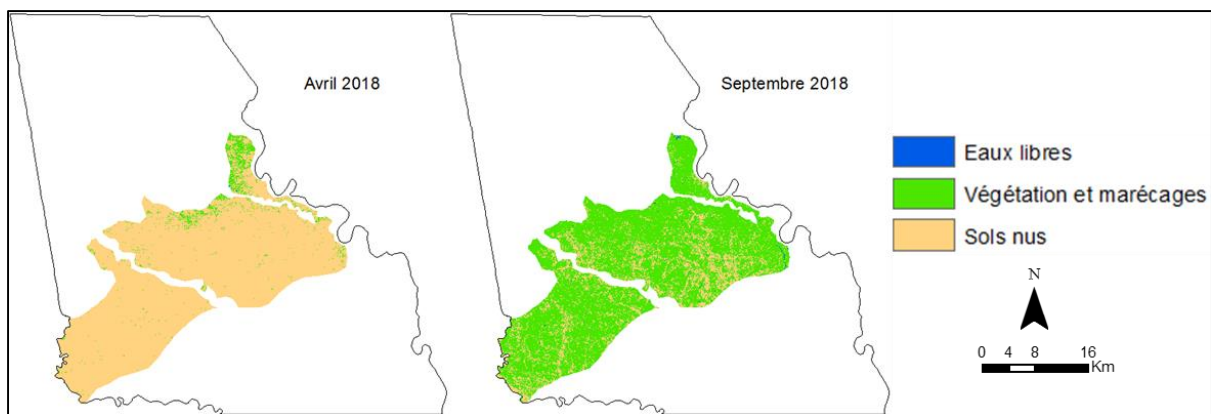 Avril 2018
Septembre 2018
Eaux libres
Végétation et marécages
Sols nus
N
0 4 8 16
Km